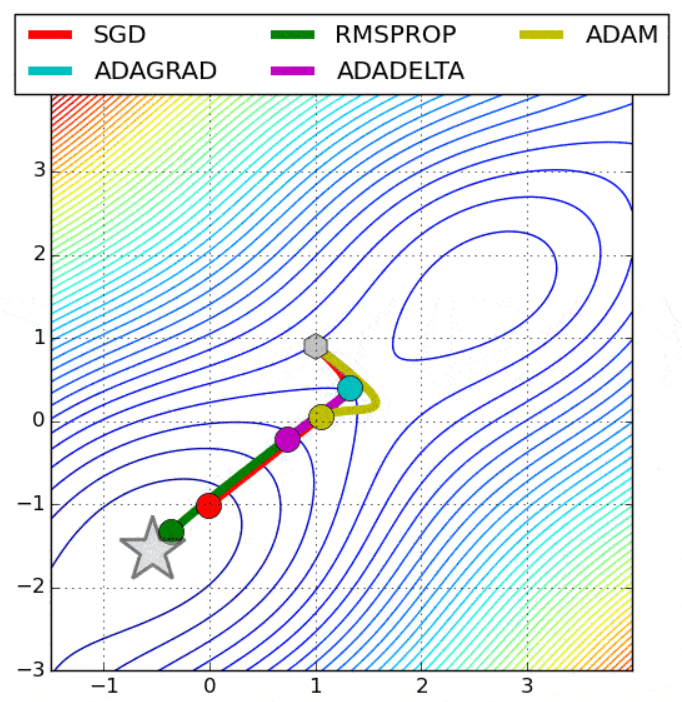 SGD RMSPROP ADAM
ADAGRAD ADADELTA
3
2
1
0
−1
−2
−3
−1 0 1 2 3